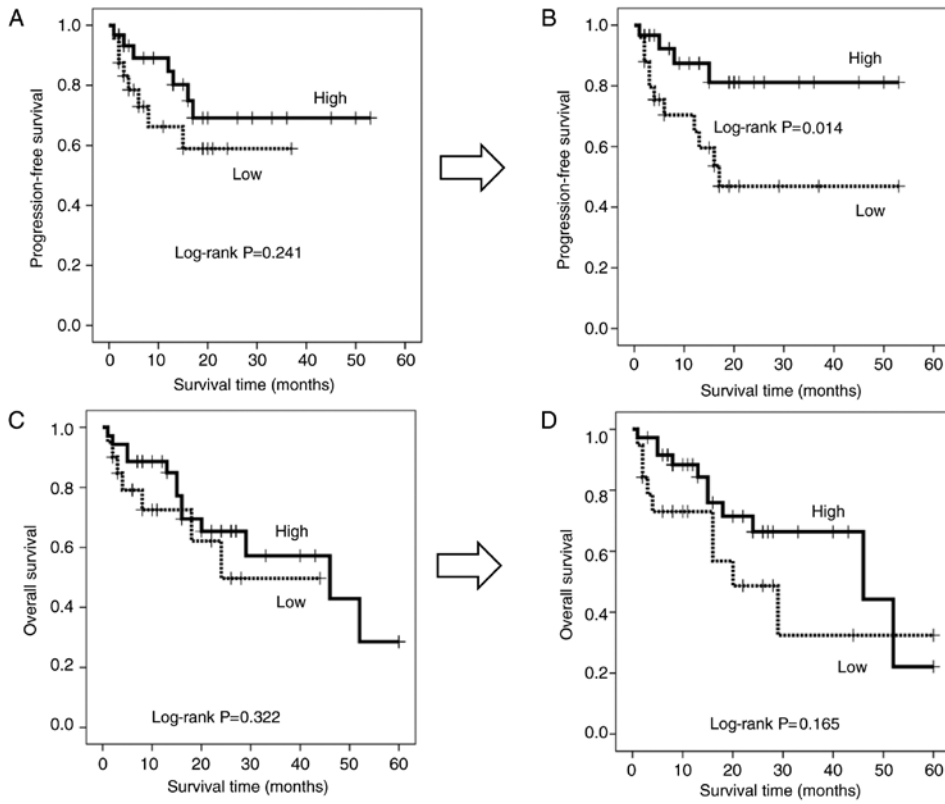 A
1.0
0.8
0.6
0.4
0.2
0.0
Progression-free survival
High
Low
Log-rank P=0.241
0 10 20 30 40 50 60
Survival time (months)
B
1.0
0.8
0.6
0.4
0.2
0.0
Progression-free survival
High
Log-rank P=0.014
Low
0 10 20 30 40 50 60
Survival time (months)
C
1.0
0.8
0.6
0.4
0.2
0.0
Overall survival
High
Low
Log-rank P=0.322
0 10 20 30 40 50 60
Survival time (months)
D
1.0
0.8
0.6
0.4
0.2
0.0
Overall survival
High
Low
Log-rank P=0.165
0 10 20 30 40 50 60
Survival time (months)